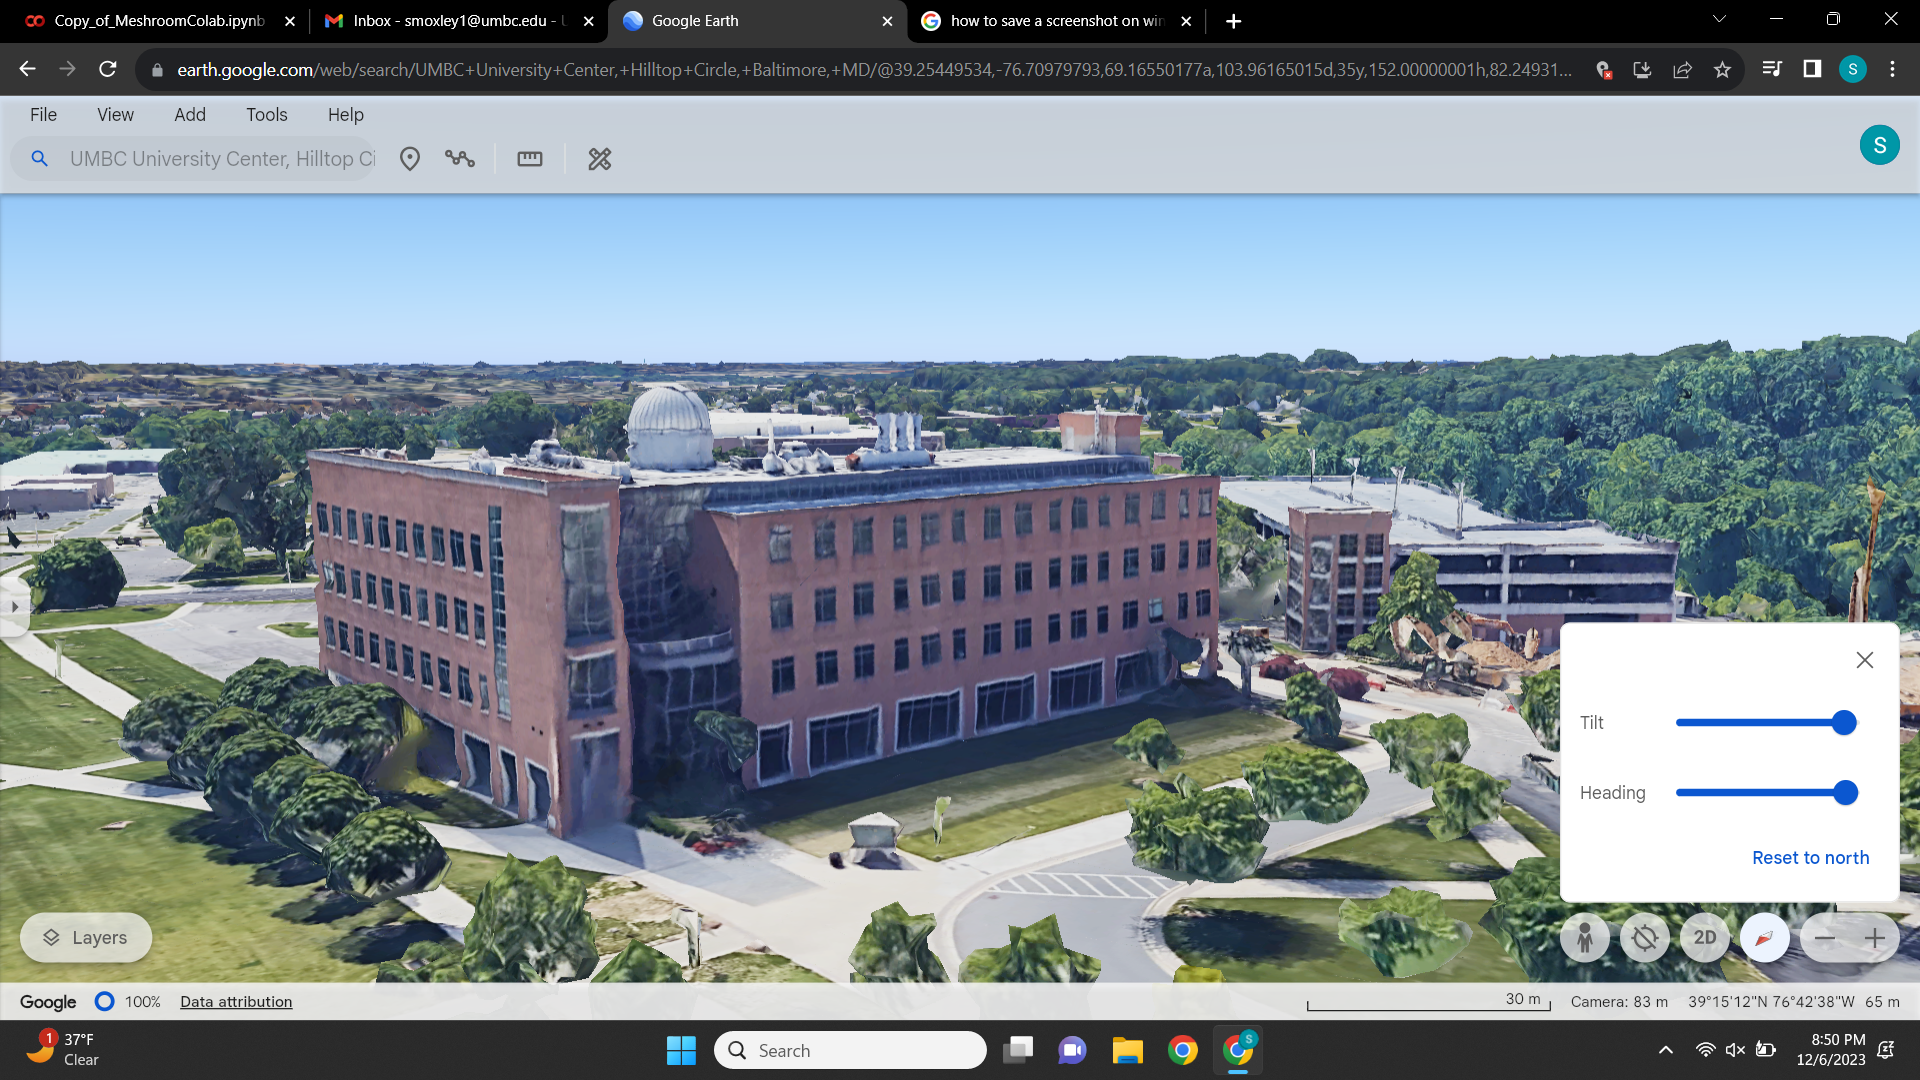 Copy_of_MeshroomColab.ipynb
Inbox - smoxley1@umbc.edu -
Google Earth
how to save a screenshot on win
earth.google.com/web/search/UMBC+University+Center,+Hilltop+Circle,+Baltimore,+MD/@39.25449534,-76.70979793,69.16550177a,103.96165015d,35y,152.00000001h,82.24931...
S
File View Add Tools Help
UMBC University Center, Hilltop Ci
S
Tilt
Heading
Reset to north
Layers
2D
Google 100% Data attribution
30 m Camera: 83 m 39°15'12"N 76°42'38"W 65 m
1
37°F
Clear
Search
S
8:50 PM
12/6/2023